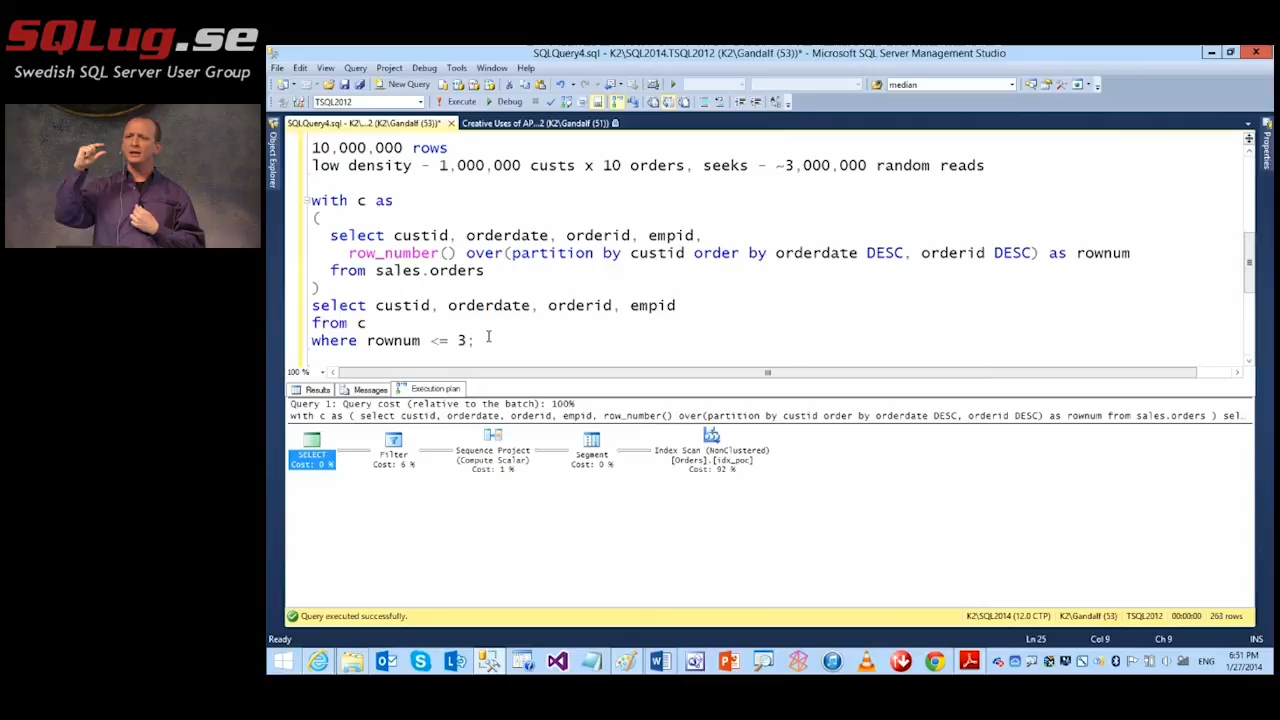 SQLug.se
Swedish SQL Server User Group
SQLQuery4.sql - K2\SQL2014.TSQL2012 (K2\Gandalf (53))* - Microsoft SQL Server Management Studio
File Edit View Query Project Debug Tools Window Help
New Query
median
TSQL2012
Execute
Debug
SQLQuery4.sql - K2\...2 (K2\Gandalf (53))*
Creative Uses of AP...2 (K2\Gandalf (51))
Object Explorer
Properties
10,000,000 rows
low density - 1,000,000 custs x 10 orders, seeks - ~3,000,000 random reads
with c as
(
select custid, orderdate, orderid, empid,
row_number() over(partition by custid order by orderdate DESC, orderid DESC) as rownum
from sales.orders
)
select custid, orderdate, orderid, empid
from c
where rownum <= 3;
100 %
Results Messages Execution plan
Query 1: Query cost (relative to the batch): 100%
with c as ( select custid, orderdate, orderid, empid, row_number() over(partition by custid order by orderdate DESC, orderid DESC) as rownum from sales.orders ) sel…
SELECT
Cost: 0 %
Filter
Cost: 6 %
Sequence Project
(Compute Scalar)
Cost: 1 %
Segment
Cost: 0 %
Index Scan (NonClustered)
[Orders].[idx_poc]
Cost: 92 %
Query executed successfully.
K2\SQL2014 (12.0 CTP)
K2\Gandalf (53)
TSQL2012
00:00:00
263 rows
Ready
Ln 25
Col 9
Ch 9
INS
ENG
6:51 PM
1/27/2014